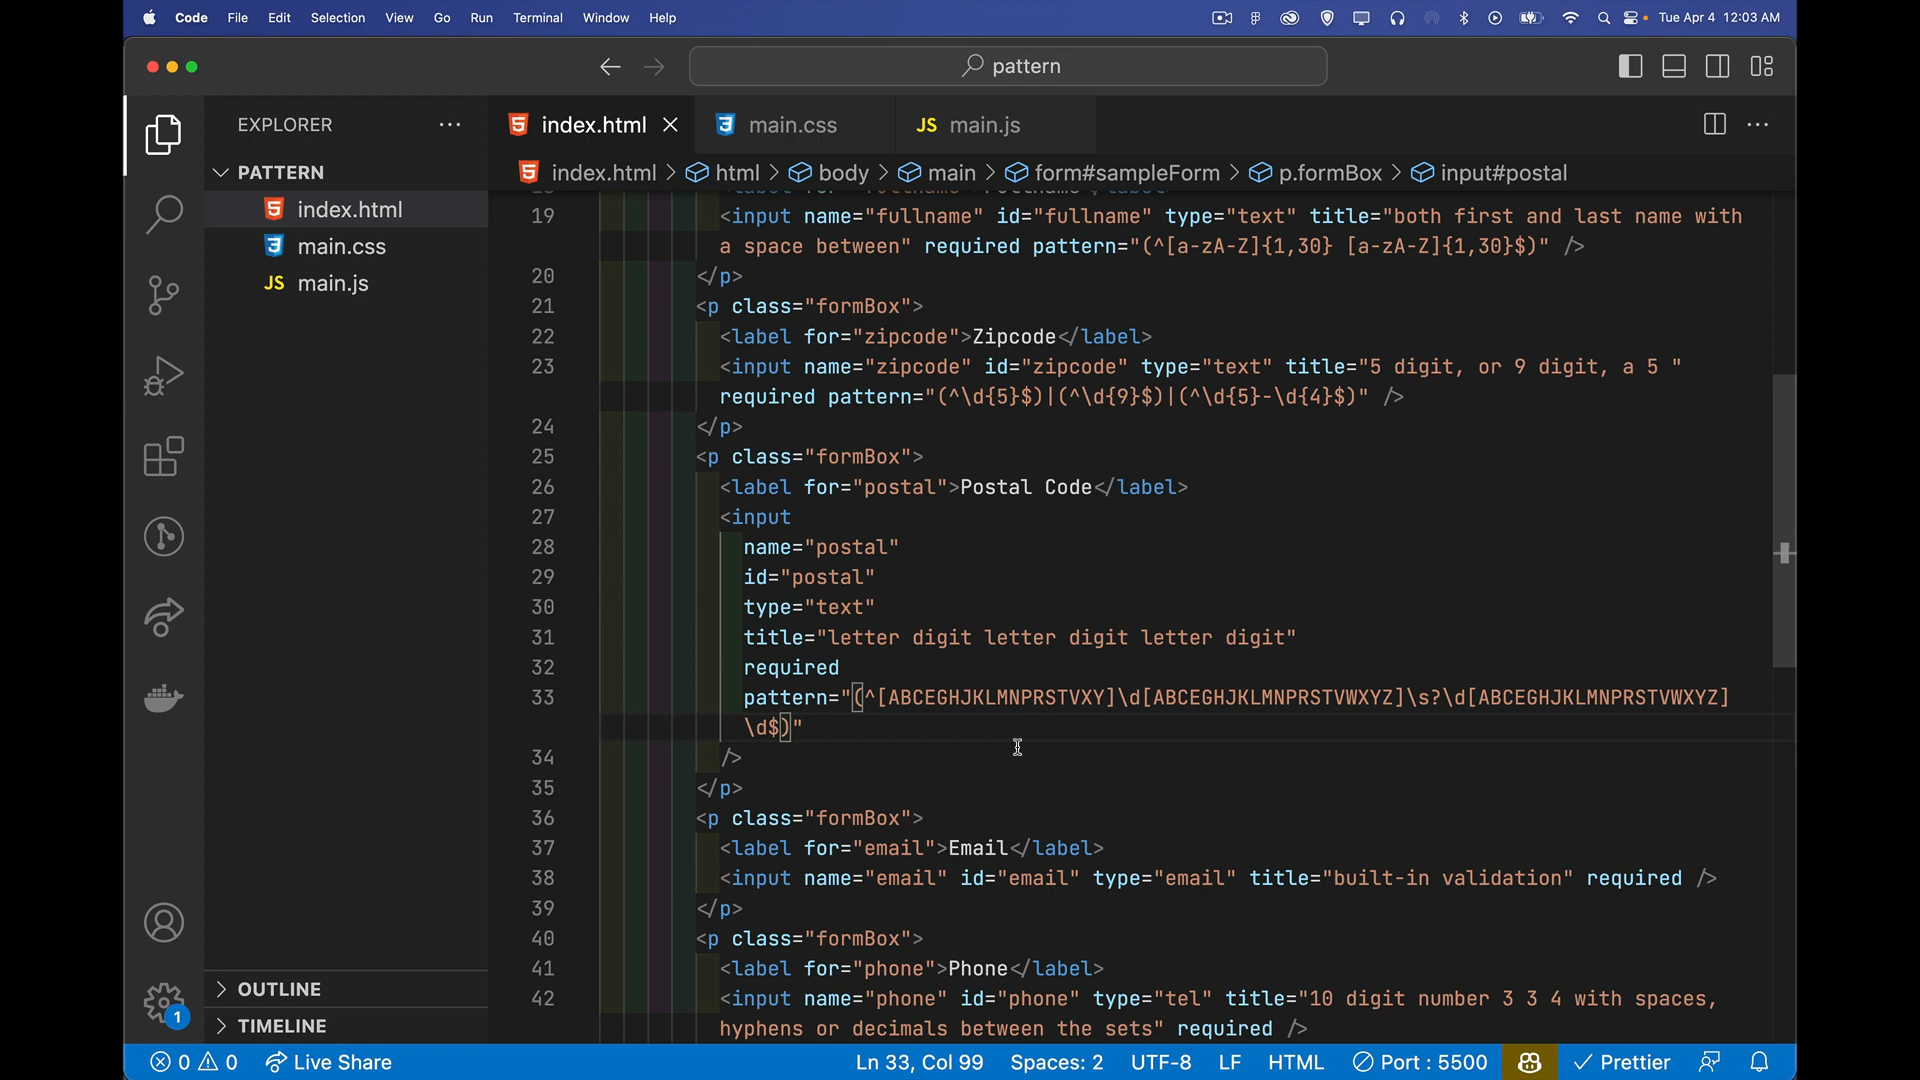 Code File Edit Selection View Go Run Terminal Window Help Tue Apr 4 12:03 AM
pattern
EXPLORER
PATTERN
index.html
main.css
JS main.js
OUTLINE
TIMELINE
index.html main.css JS main.js
index.html > html > body > main > form#sampleForm > p.formBox > input#postal
19 <input name="fullname" id="fullname" type="text" title="both first and last name with
a space between" required pattern="(^[a-zA-Z]{1,30} [a-zA-Z]{1,30}$)" />
20 </p>
21 <p class="formBox">
22 <label for="zipcode">Zipcode</label>
23 <input name="zipcode" id="zipcode" type="text" title="5 digit, or 9 digit, a 5 "
required pattern="(^\d{5}$)|(^\d{9}$)|(^\d{5}-\d{4}$)" />
24 </p>
25 <p class="formBox">
26 <label for="postal">Postal Code</label>
27 <input
28 name="postal"
29 id="postal"
30 type="text"
31 title="letter digit letter digit letter digit"
32 required
33 pattern="(^[ABCEGHJKLMNPRSTVXY]\d[ABCEGHJKLMNPRSTVWXYZ]\s?\d[ABCEGHJKLMNPRSTVWXYZ]
\d$)"
34 />
35 </p>
36 <p class="formBox">
37 <label for="email">Email</label>
38 <input name="email" id="email" type="email" title="built-in validation" required />
39 </p>
40 <p class="formBox">
41 <label for="phone">Phone</label>
42 <input name="phone" id="phone" type="tel" title="10 digit number 3 3 4 with spaces,
hyphens or decimals between the sets" required />
1
0 0 Live Share Ln 33, Col 99 Spaces: 2 UTF-8 LF HTML Port : 5500 Prettier